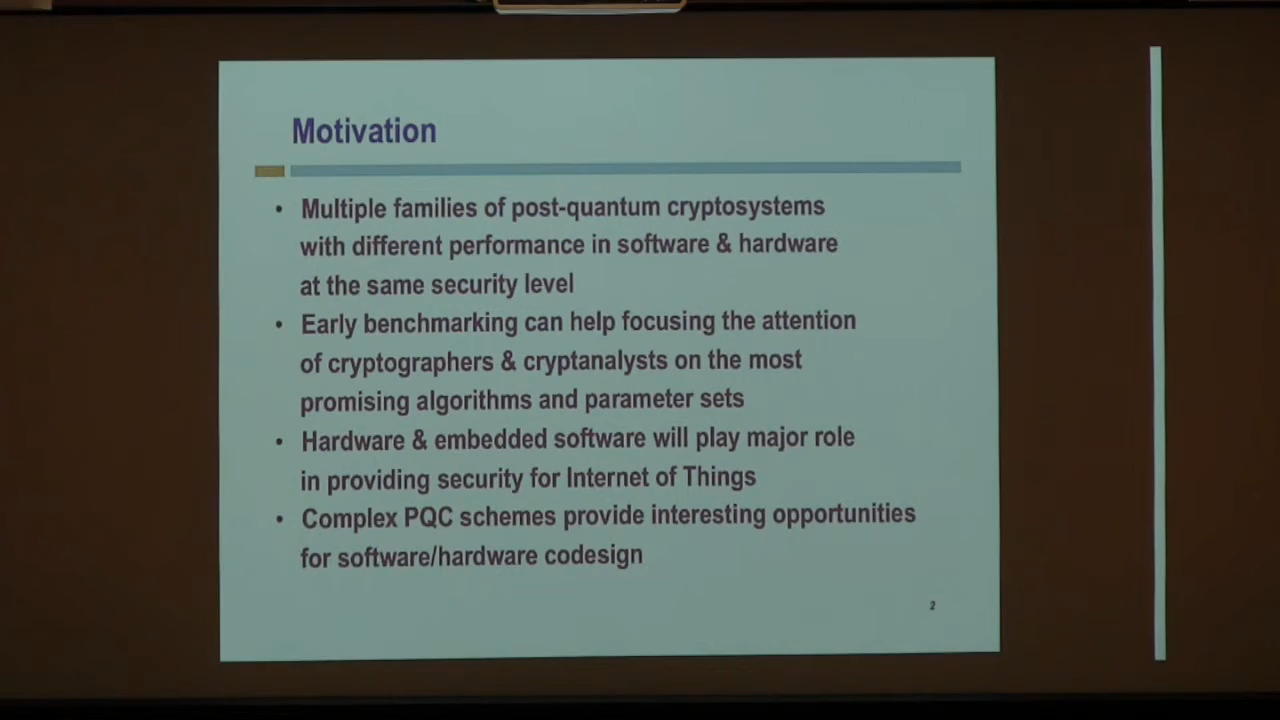 Motivation
• Multiple families of post-quantum cryptosystems
with different performance in software & hardware
at the same security level
• Early benchmarking can help focusing the attention
of cryptographers & cryptanalysts on the most
promising algorithms and parameter sets
• Hardware & embedded software will play major role
in providing security for Internet of Things
• Complex PQC schemes provide interesting opportunities
for software/hardware codesign
2